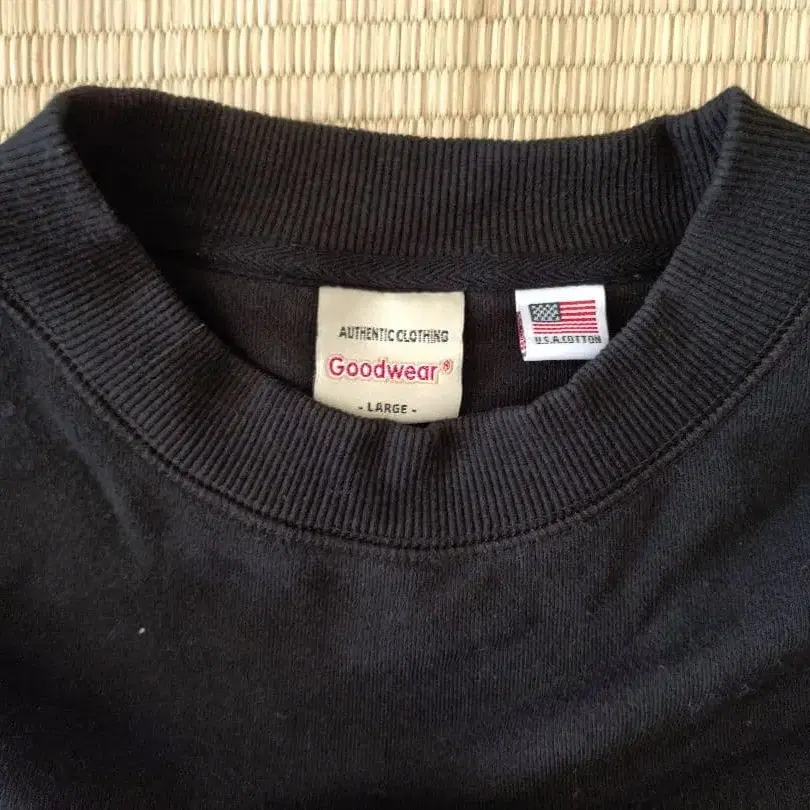 AUTHENTIC CLOTHING
Goodwear®
- LARGE -
U.S.A.COTTON